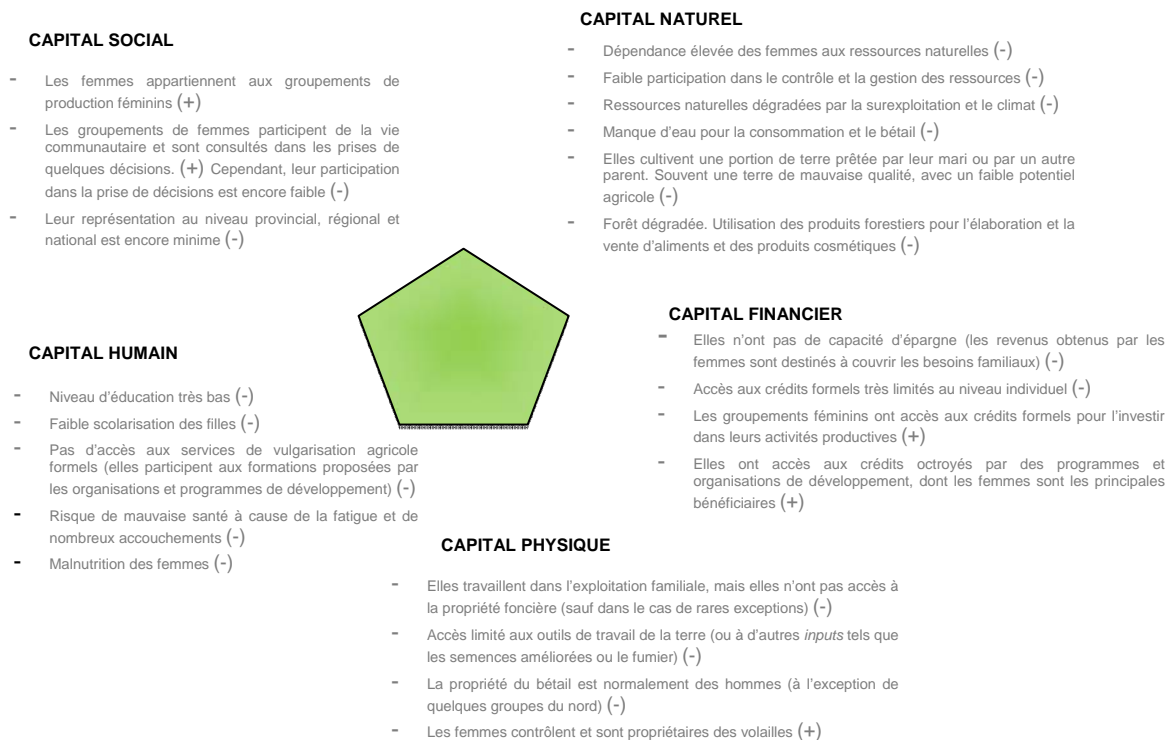 CAPITAL SOCIAL
- Les femmes appartiennent aux groupements de
production féminins (+)
- Les groupements de femmes participent de la vie
communautaire et sont consultés dans les prises de
quelques décisions. (+) Cependant, leur participation
dans la prise de décisions est encore faible (-)
- Leur représentation au niveau provincial, régional et
national est encore minime (-)
CAPITAL NATUREL
- Dépendance élevée des femmes aux ressources naturelles (-)
- Faible participation dans le contrôle et la gestion des ressources (-)
- Ressources naturelles dégradées par la surexploitation et le climat (-)
- Manque d'eau pour la consommation et le bétail (-)
- Elles cultivent une portion de terre prêtée par leur mari ou par un autre
parent. Souvent une terre de mauvaise qualité, avec un faible potentiel
agricole (-)
- Forêt dégradée. Utilisation des produits forestiers pour l'élaboration et la
vente d'aliments et des produits cosmétiques (-)
CAPITAL HUMAIN
- Niveau d'éducation très bas (-)
- Faible scolarisation des filles (-)
- Pas d'accès aux services de vulgarisation agricole
formels (elles participent aux formations proposées par
les organisations et programmes de développement) (-)
- Risque de mauvaise santé à cause de la fatigue et de
nombreux accouchements (-)
- Malnutrition des femmes (-)
CAPITAL FINANCIER
- Elles n'ont pas de capacité d'épargne (les revenus obtenus par les
femmes sont destinés à couvrir les besoins familiaux) (-)
- Accès aux crédits formels très limités au niveau individuel (-)
- Les groupements féminins ont accès aux crédits formels pour l'investir
dans leurs activités productives (+)
- Elles ont accès aux crédits octroyés par des programmes et
organisations de développement, dont les femmes sont les principales
bénéficiaires (+)
CAPITAL PHYSIQUE
- Elles travaillent dans l'exploitation familiale, mais elles n'ont pas accès à
la propriété foncière (sauf dans le cas de rares exceptions) (-)
- Accès limité aux outils de travail de la terre (ou à d'autres inputs tels que
les semences améliorées ou le fumier) (-)
- La propriété du bétail est normalement des hommes (à l'exception de
quelques groupes du nord) (-)
- Les femmes contrôlent et sont propriétaires des volailles (+)